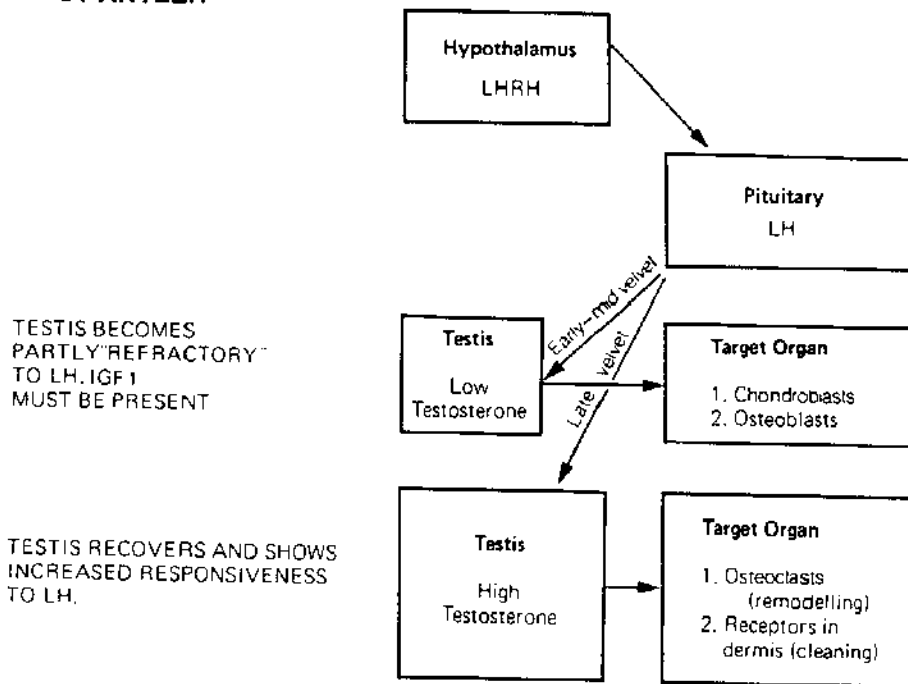 Hypothalamus
LHRH
Pituitary
LH
Early–mid velvet
Late velvet
TESTIS BECOMES
PARTLY "REFRACTORY"
TO LH. IGF1
MUST BE PRESENT
Testis
Low
Testosterone
Target Organ
1. Chondroblasts
2. Osteoblasts
TESTIS RECOVERS AND SHOWS
INCREASED RESPONSIVENESS
TO LH.
Testis
High
Testosterone
Target Organ
1. Osteoclasts
(remodelling)
2. Receptors in
dermis (cleaning)